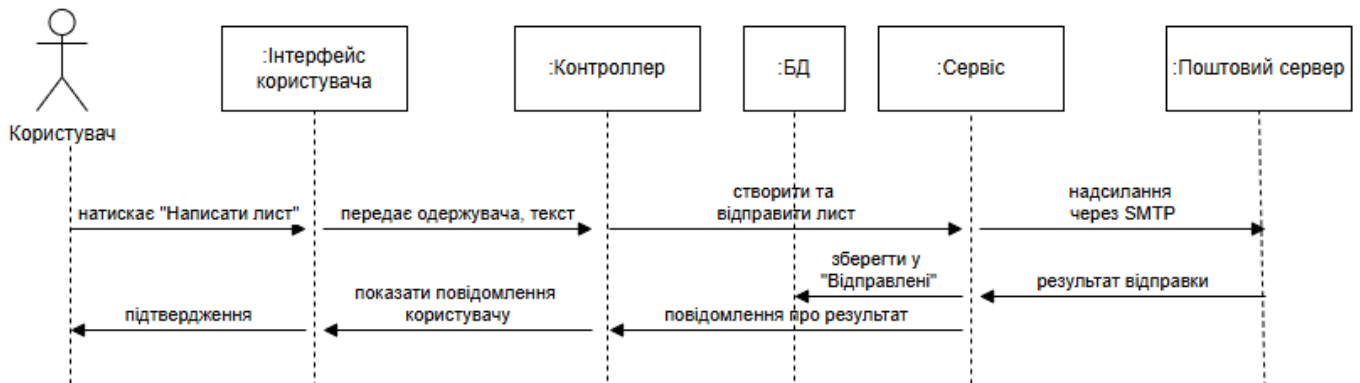 :Інтерфейс
користувача
:Контроллер
:БД
:Сервіс
:Поштовий сервер
Користувач
натискає "Написати лист"
передає одержувача, текст
створити та
відправити лист
надсилання
через SMTP
зберегти у
"Відправлені"
результат відправки
підтвердження
показати повідомлення
користувачу
повідомлення про результат